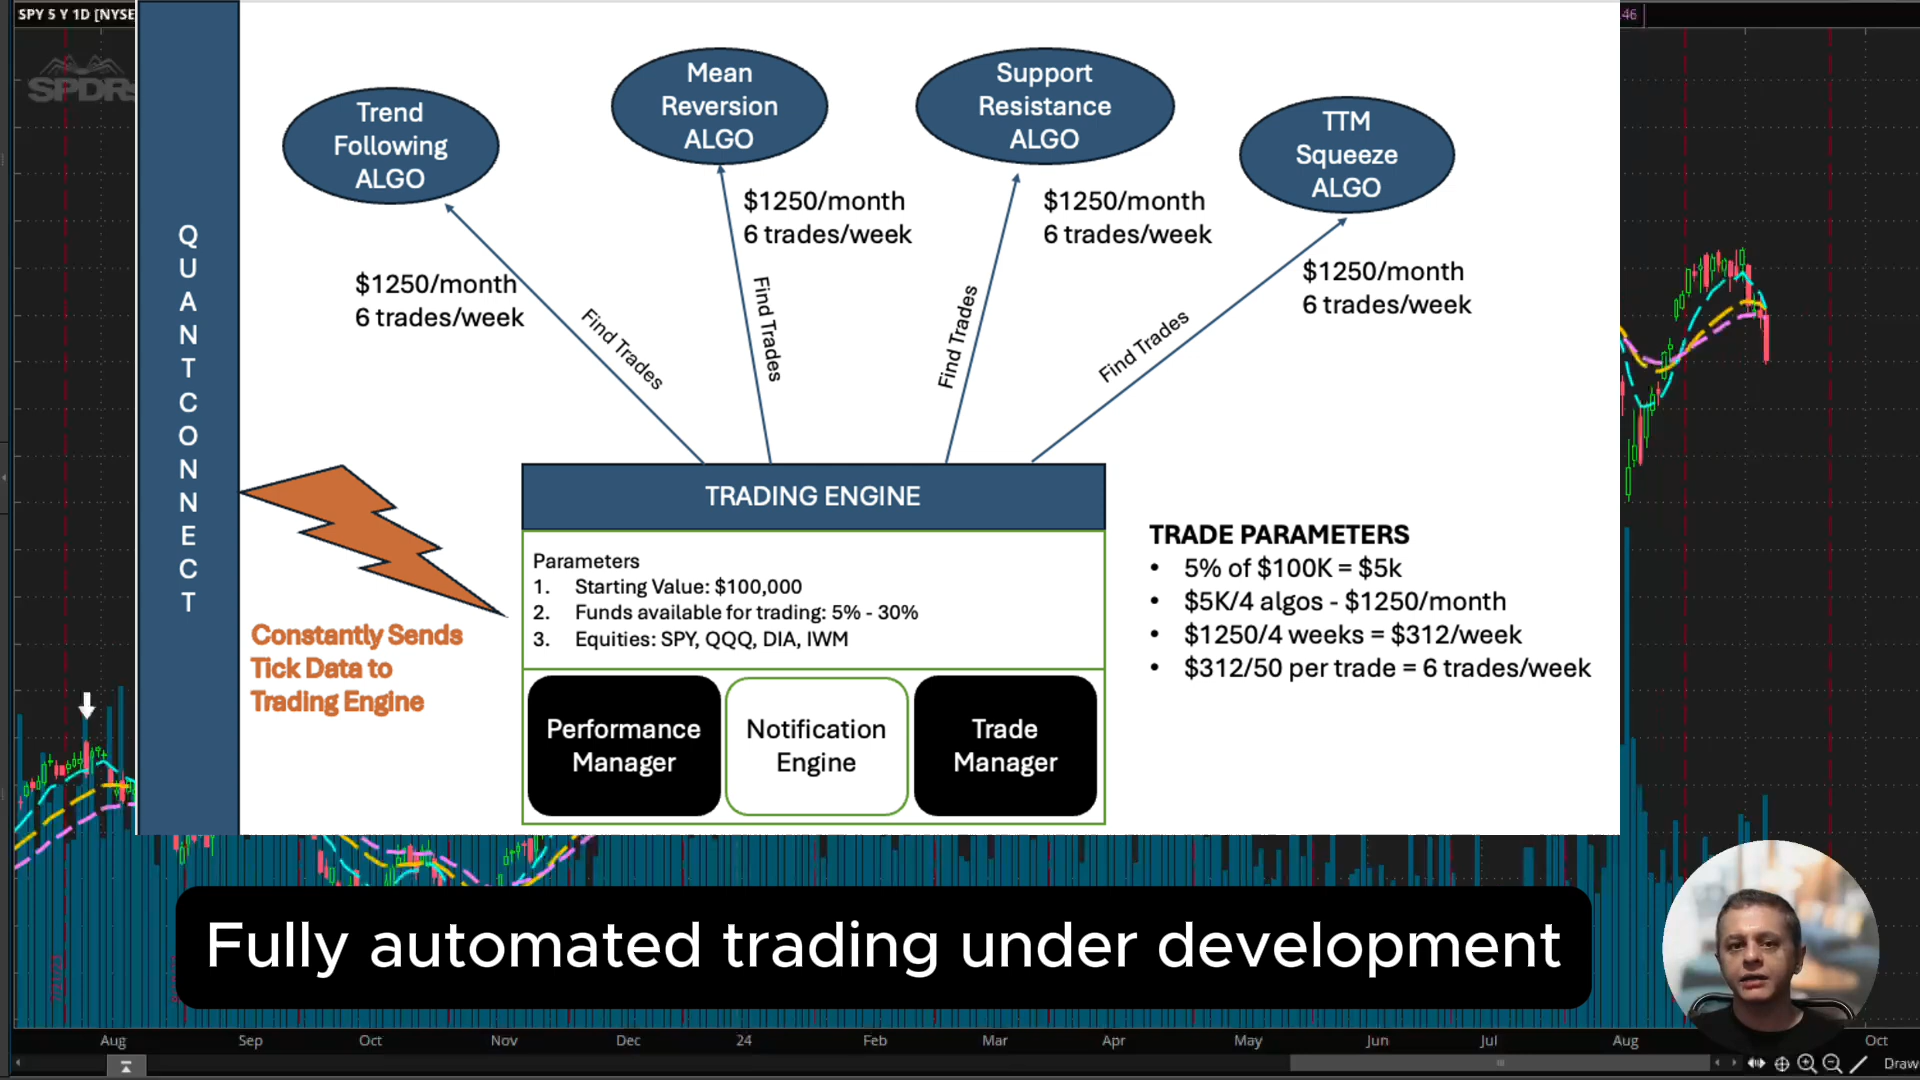 SPY 5 Y 1D [NYSE
46
SPDRs
QUANTCONNECT
Trend
Following
ALGO
Mean
Reversion
ALGO
Support
Resistance
ALGO
TTM
Squeeze
ALGO
$1250/month
6 trades/week
$1250/month
6 trades/week
$1250/month
6 trades/week
$1250/month
6 trades/week
Find Trades
Find Trades
Find Trades
Find Trades
Constantly Sends
Tick Data to
Trading Engine
TRADING ENGINE
Parameters
1. Starting Value: $100,000
2. Funds available for trading: 5% - 30%
3. Equities: SPY, QQQ, DIA, IWM
Performance
Manager
Notification
Engine
Trade
Manager
TRADE PARAMETERS
• 5% of $100K = $5k
• $5K/4 algos - $1250/month
• $1250/4 weeks = $312/week
• $312/50 per trade = 6 trades/week
Fully automated trading under development
Aug Sep Oct Nov Dec 24 Feb Mar Apr May Jun Jul Aug Oct
Draw